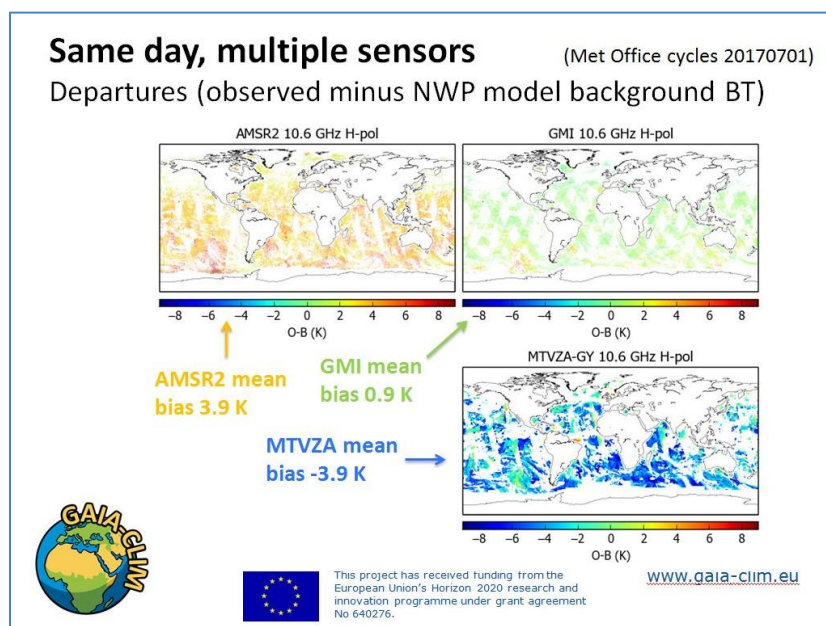 Same day, multiple sensors
(Met Office cycles 20170701)
Departures (observed minus NWP model background BT)
AMSR2 10.6 GHz H-pol
GMI 10.6 GHz H-pol
−8 −6 −4 −2 0 2 4 6 8
O-B (K)
−8 −6 −4 −2 0 2 4 6 8
O-B (K)
AMSR2 mean
bias 3.9 K
GMI mean
bias 0.9 K
MTVZA-GY 10.6 GHz H-pol
MTVZA mean
bias -3.9 K
−8 −6 −4 −2 0 2 4 6 8
O-B (K)
GAIA-CLIM
This project has received funding from the
European Union's Horizon 2020 research and
innovation programme under grant agreement
No 640276.
www.gaia-clim.eu